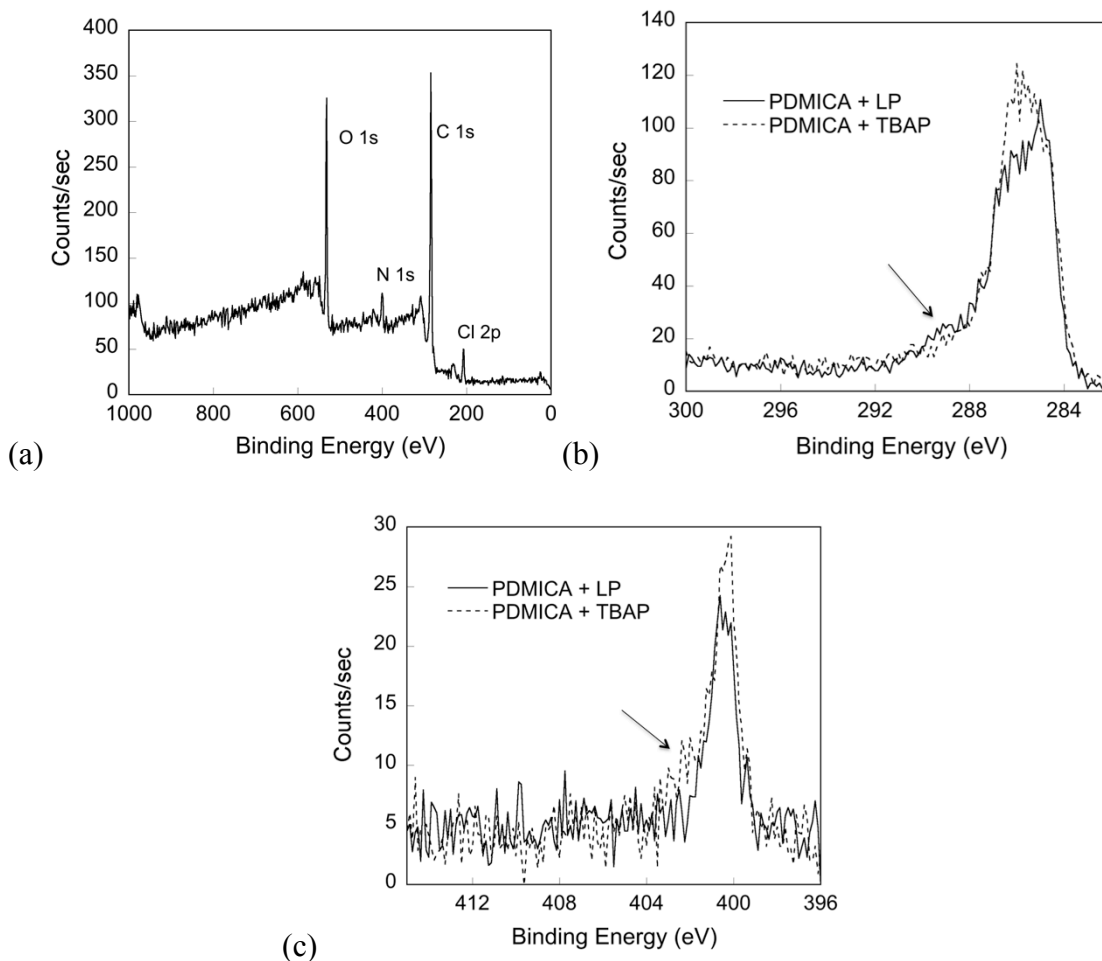 400
350
300
250
200
150
100
50
0
Counts/sec
O 1s
C 1s
N 1s
Cl 2p
1000 800 600 400 200 0
Binding Energy (eV)
(a)
140
120
100
80
60
40
20
0
Counts/sec
PDMICA + LP
PDMICA + TBAP
300 296 292 288 284
Binding Energy (eV)
(b)
30
25
20
15
10
5
0
Counts/sec
PDMICA + LP
PDMICA + TBAP
412 408 404 400 396
Binding Energy (eV)
(c)